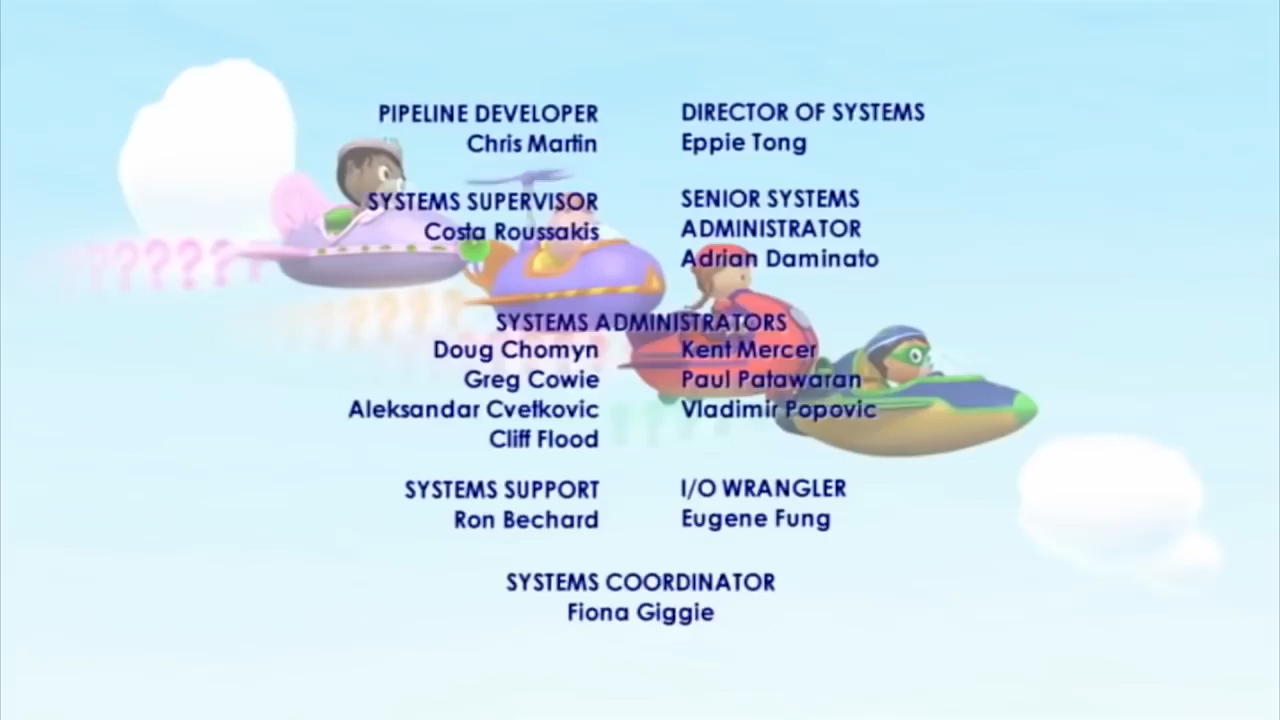 PIPELINE DEVELOPER
Chris Martin
DIRECTOR OF SYSTEMS
Eppie Tong
SYSTEMS SUPERVISOR
Costa Roussakis
SENIOR SYSTEMS
ADMINISTRATOR
Adrian Daminato
SYSTEMS ADMINISTRATORS
Doug Chomyn
Greg Cowie
Aleksandar Cvetkovic
Cliff Flood
Kent Mercer
Paul Patawaran
Vladimir Popovic
SYSTEMS SUPPORT
Ron Bechard
I/O WRANGLER
Eugene Fung
SYSTEMS COORDINATOR
Fiona Giggie